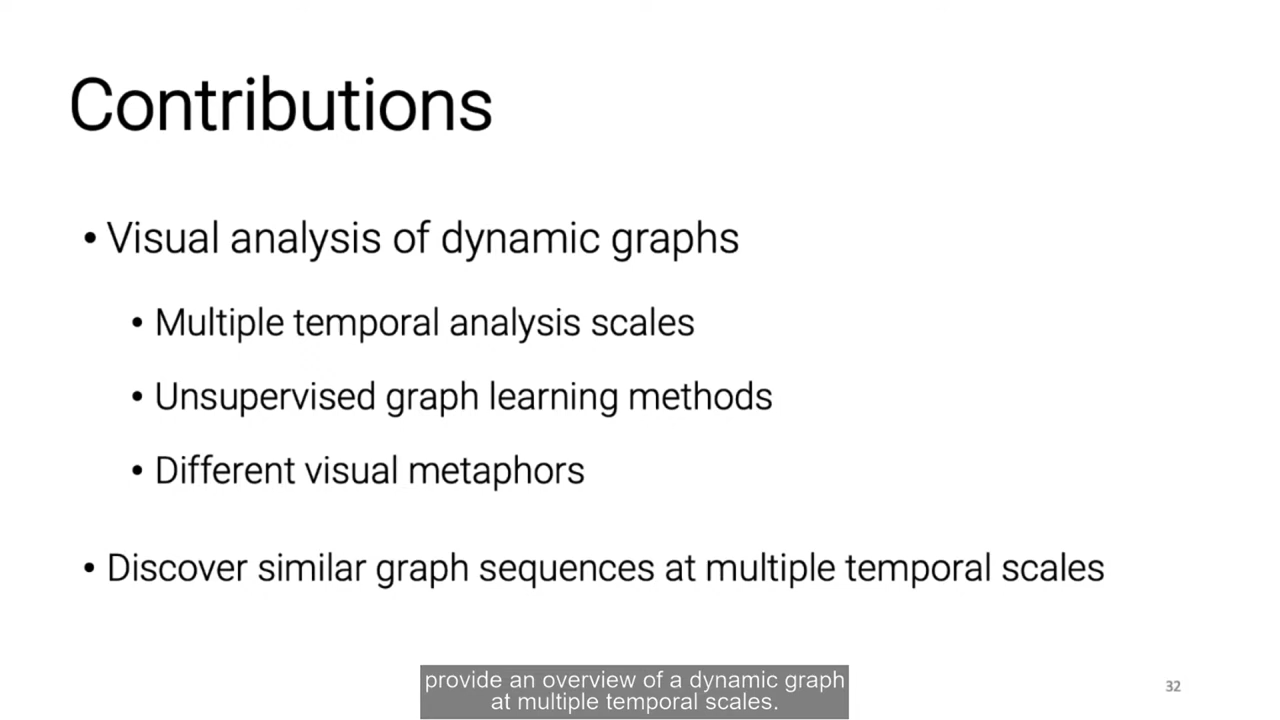 Contributions
• Visual analysis of dynamic graphs
• Multiple temporal analysis scales
• Unsupervised graph learning methods
• Different visual metaphors
• Discover similar graph sequences at multiple temporal scales
provide an overview of a dynamic graph
at multiple temporal scales.
32